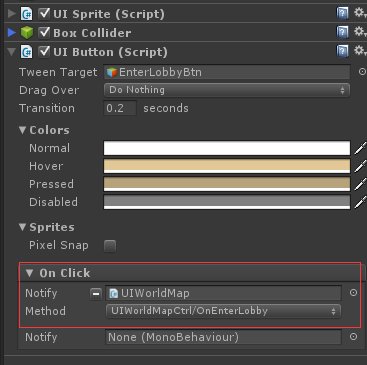 UI Sprite (Script)
Box Collider
UI Button (Script)
Tween Target EnterLobbyBtn
Drag Over Do Nothing
Transition 0.2 seconds
Colors
Normal
Hover
Pressed
Disabled
Sprites
Pixel Snap
On Click
Notify UIWorldMap
Method UIWorldMapCtrl/OnEnterLobby
Notify None (MonoBehaviour)